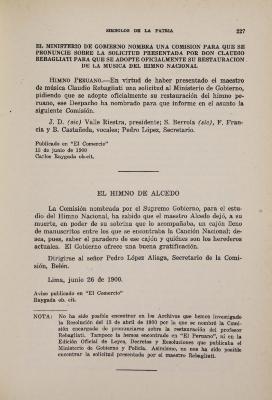 SIMBOLOS DE LA PATRIA 227
EL MINISTERIO DE GOBIERNO NOMBRA UNA COMISION PARA QUE SE
PRONUNCIE SOBRE LA SOLICITUD PRESENTADA POR DON CLAUDIO
REBAGLIATI PARA QUE SE ADOPTE OFICIALMENTE SU RESTAURACION
DE LA MUSICA DEL HIMNO NACIONAL
HIMNO PERUANO.—En virtud de haber presentado el maestro
de música Claudio Rebagliati una solicitud al Ministerio de Gobierno,
pidiendo que se adopte oficialmente su restauración del himno pe-
ruano, ese Despacho ha nombrado para que informe en el asunto la
siguiente Comisión.
J. D. (sic) Valle Riestra, presidente; S. Berrola (sic), F. Fran-
cia y B. Castañeda, vocales; Pedro López, Secretario.
Publicado en "El Comercio"
15 de junio de 1900
Carlos Raygada ob.cit.
EL HIMNO DE ALCEDO
La Comisión nombrada por el Supremo Gobierno, para el estu-
dio del Himno Nacional, ha sabido que el maestro Alcedo dejó, a su
muerte, en poder de su sobrina que lo acompañaba, un cajón lleno
de manuscritos entre los que se encontraba la Canción Nacional; de-
sea, pues, saber el paradero de ese cajón y quiénes son los herederos
actuales. El Gobierno ofrece una buena gratificación.
Dirigirse al señor Pedro López Aliaga, Secretario de la Comi-
sión, Belén.
Lima, junio 26 de 1900.
Aviso publicado en "El Comercio"
Raygada ob. cit.
NOTA: No ha sido posible encontrar en los Archivos que hemos investigado
la Resolución del 12 de abril de 1900 por la que se nombró la Comi-
sión encargada de pronunciarse sobre la restauración del profesor
Rebagliati. Tampoco la hemos encontrado en "El Peruano", ni en la
Edición Oficial de Leyes, Decretos y Resoluciones que publicaba el
Ministerio de Gobierno y Policía. Asimismo, no nos ha sido posible
encontrar la solicitud presentada por el maestro Rebagliati.